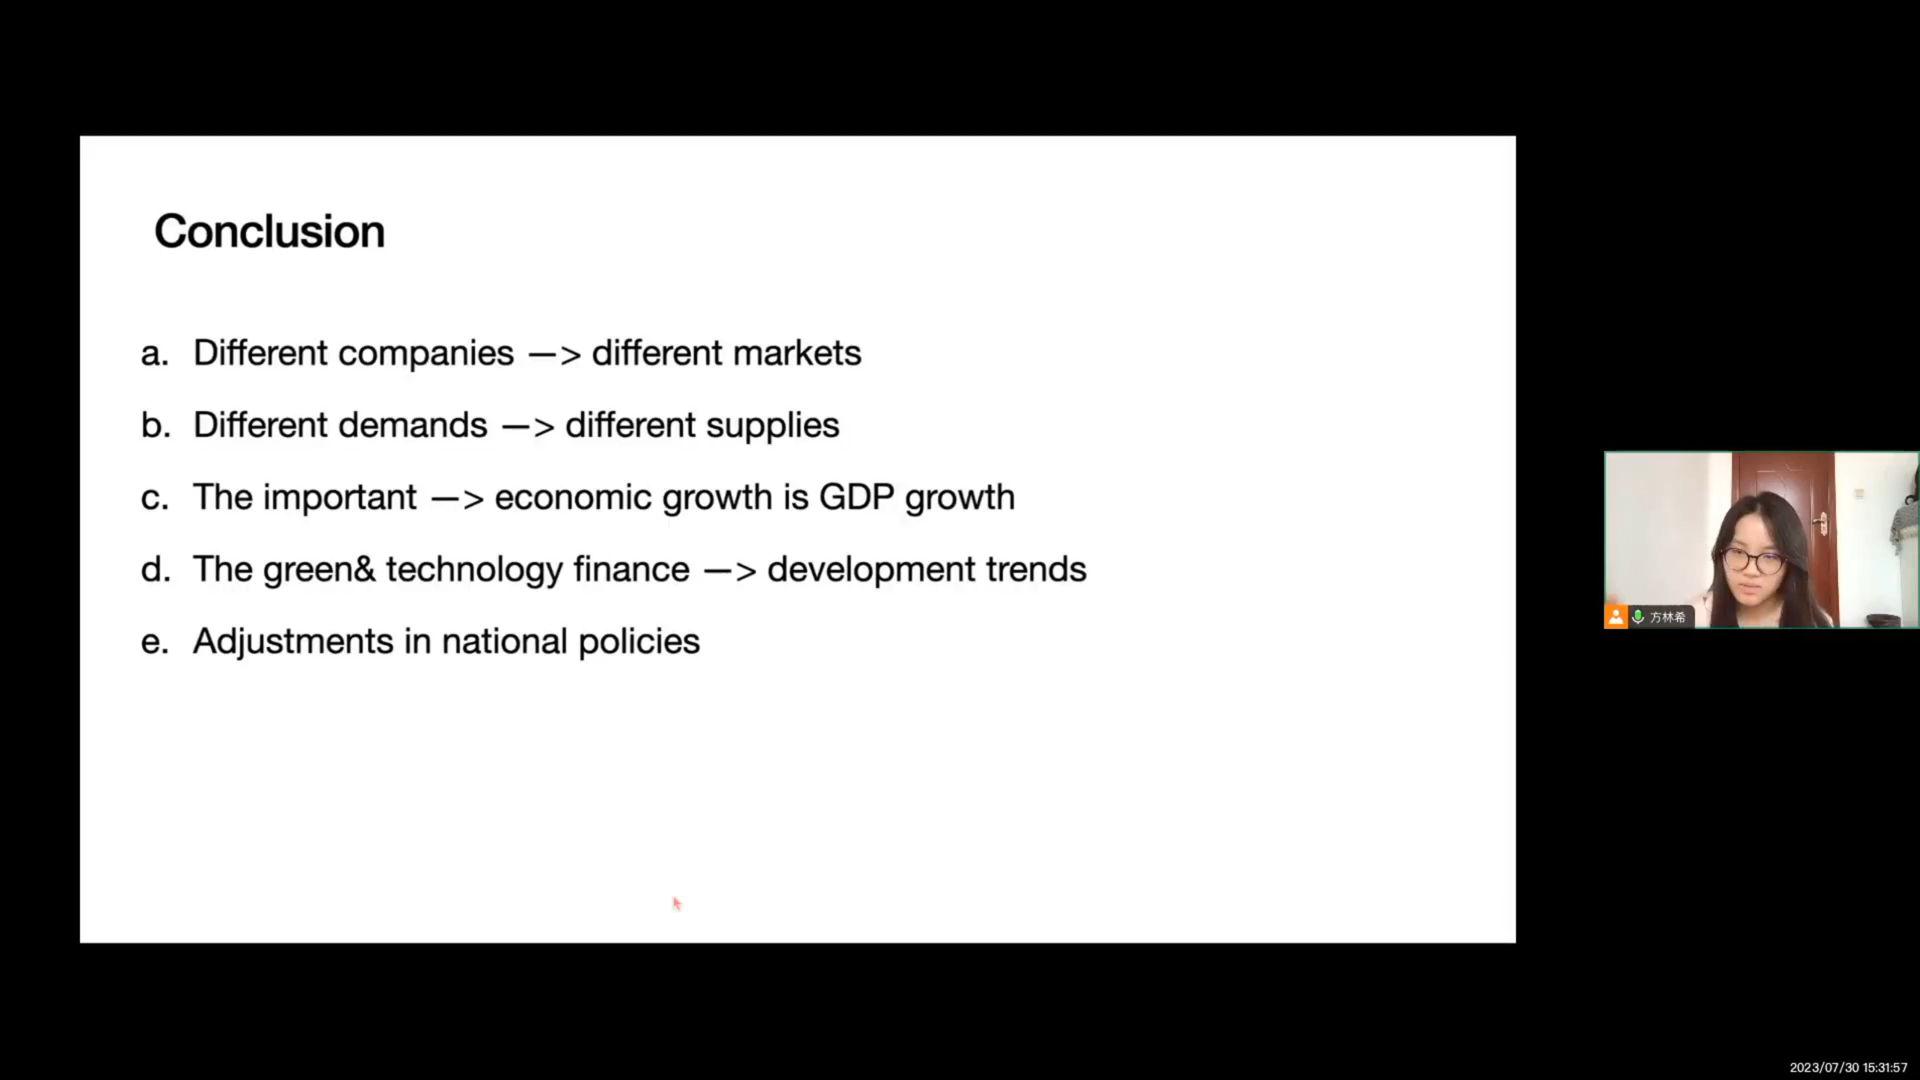 Conclusion
a. Different companies —> different markets
b. Different demands —> different supplies
c. The important —> economic growth is GDP growth
d. The green& technology finance —> development trends
e. Adjustments in national policies
方林希
2023/07/30 15:31:57